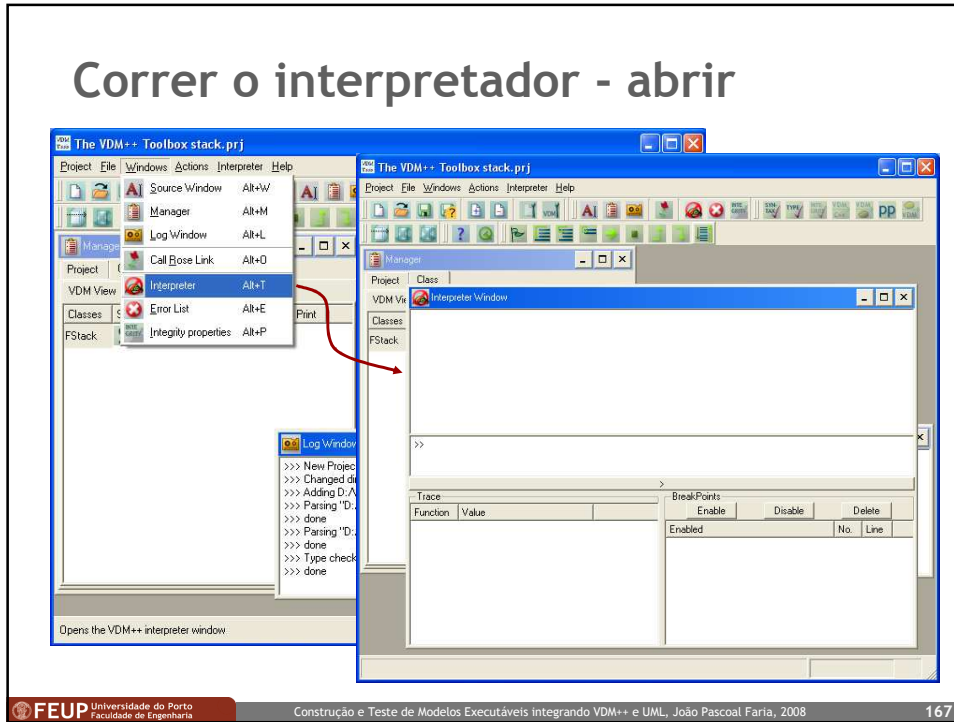 Correr o interpretador - abrir
The VDM++ Toolbox stack.prj
Project File Windows Actions Interpreter Help
Source Window Alt+W
Manager Alt+M
Log Window Alt+L
Call Rose Link Alt+O
Interpreter Alt+T
Error List Alt+E
Integrity properties Alt+P
Manage
Project
VDM View
Classes S Print
FStack
Log Window
>>> New Projec
>>> Changed di
>>> Adding D:/
>>> Parsing "D:
>>> done
>>> Parsing "D:
>>> done
>>> Type check
>>> done
Opens the VDM++ interpreter window
The VDM++ Toolbox stack.prj
Project File Windows Actions Interpreter Help
PP
Manager
Project Class
VDM Vie
Classes
FStack
Interpreter Window
>>
>
Trace
Function Value
BreakPoints
Enable Disable Delete
Enabled No. Line
FEUP Universidade do Porto
Faculdade de Engenharia
Construção e Teste de Modelos Executáveis integrando VDM++ e UML, João Pascoal Faria, 2008
167